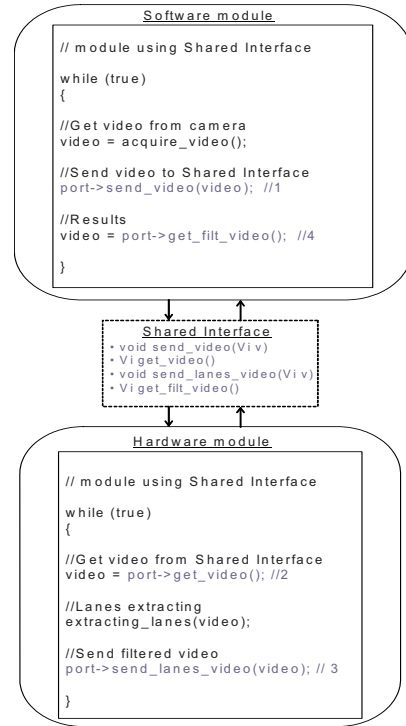 Software module
// module using Shared Interface
while (true)
{
//Get video from camera
video = acquire_video();
//Send video to Shared Interface
port->send_video(video); //1
//Results
video = port->get_filt_video(); //4
}
Shared Interface
• void send_video(Vi v)
• Vi get_video()
• void send_lanes_video(Vi v)
• Vi get_filt_video()
Hardware module
// module using Shared Interface
while (true)
{
//Get video from Shared Interface
video = port->get_video(); //2
//Lanes extracting
extracting_lanes(video);
//Send filtered video
port->send_lanes_video(video); // 3
}